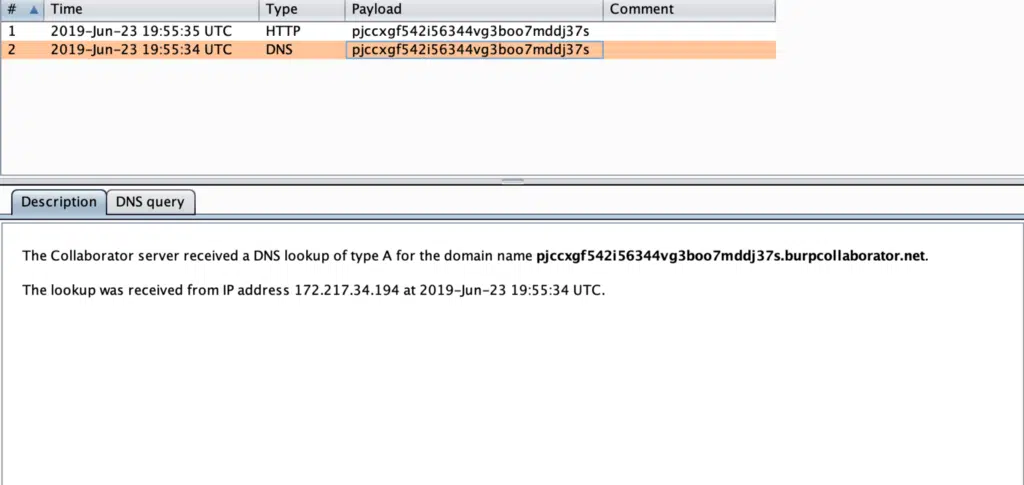 # Time Type Payload Comment
1 2019-Jun-23 19:55:35 UTC HTTP pjccxgf542i56344vg3boo7mddj37s
2 2019-Jun-23 19:55:34 UTC DNS pjccxgf542i56344vg3boo7mddj37s
Description DNS query
The Collaborator server received a DNS lookup of type A for the domain name pjccxgf542i56344vg3boo7mddj37s.burpcollaborator.net.
The lookup was received from IP address 172.217.34.194 at 2019-Jun-23 19:55:34 UTC.